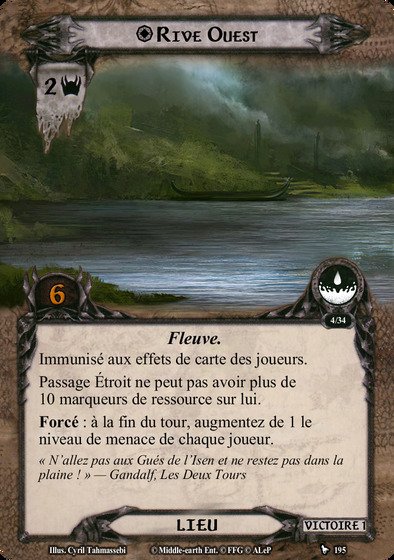 Rive Ouest
2
6
4/34
Fleuve.
Immunisé aux effets de carte des joueurs.
Passage Étroit ne peut pas avoir plus de
10 marqueurs de ressource sur lui.
Forcé : à la fin du tour, augmentez de 1 le
niveau de menace de chaque joueur.
« N'allez pas aux Gués de l'Isen et ne restez pas dans la
plaine ! » — Gandalf, Les Deux Tours
LIEU
VICTOIRE 1
Illus. Cyril Tahmassebi
© Middle-earth Ent. © FFG © ALeP
195